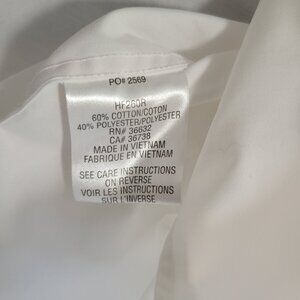 PO# 2569
HF260R
60% COTTON/COTON
40% POLYESTER/POLYESTER
RN# 36632
CA# 36738
MADE IN VIETNAM
FABRIQUE EN VIETNAM
SEE CARE INSTRUCTIONS
ON REVERSE
VOIR LES INSTRUCTIONS
SUR L'INVERSE